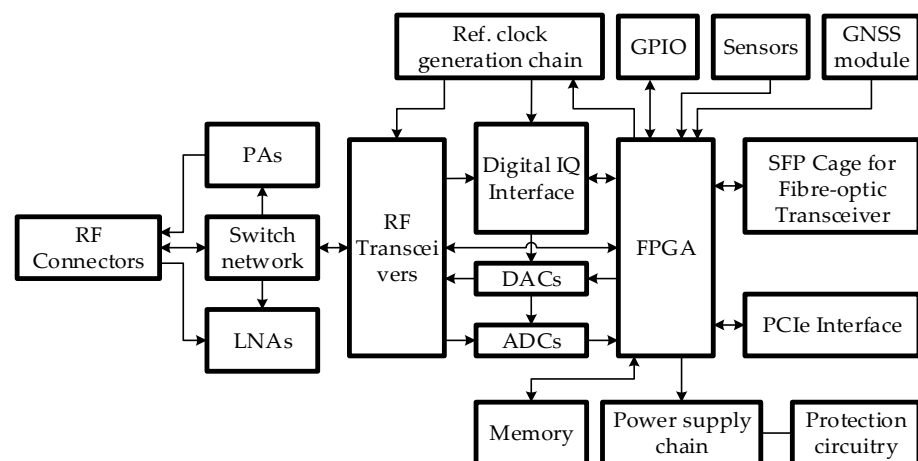 Ref. clock
generation chain
GPIO
Sensors
GNSS
module
PAs
Digital IQ
Interface
SFP Cage for
Fibre-optic
Transceiver
RF
Connectors
Switch
network
RF
Transcei
vers
FPGA
DACs
LNAs
ADCs
PCIe Interface
Memory
Power supply
chain
Protection
circuitry